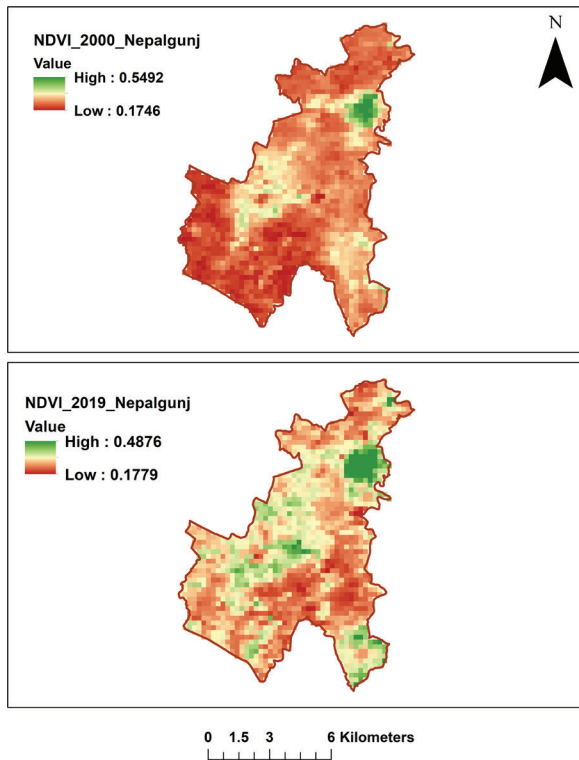 NDVI_2000_Nepalgunj
Value
High : 0.5492
Low : 0.1746
N
NDVI_2019_Nepalgunj
Value
High : 0.4876
Low : 0.1779
0 1.5 3 6 Kilometers